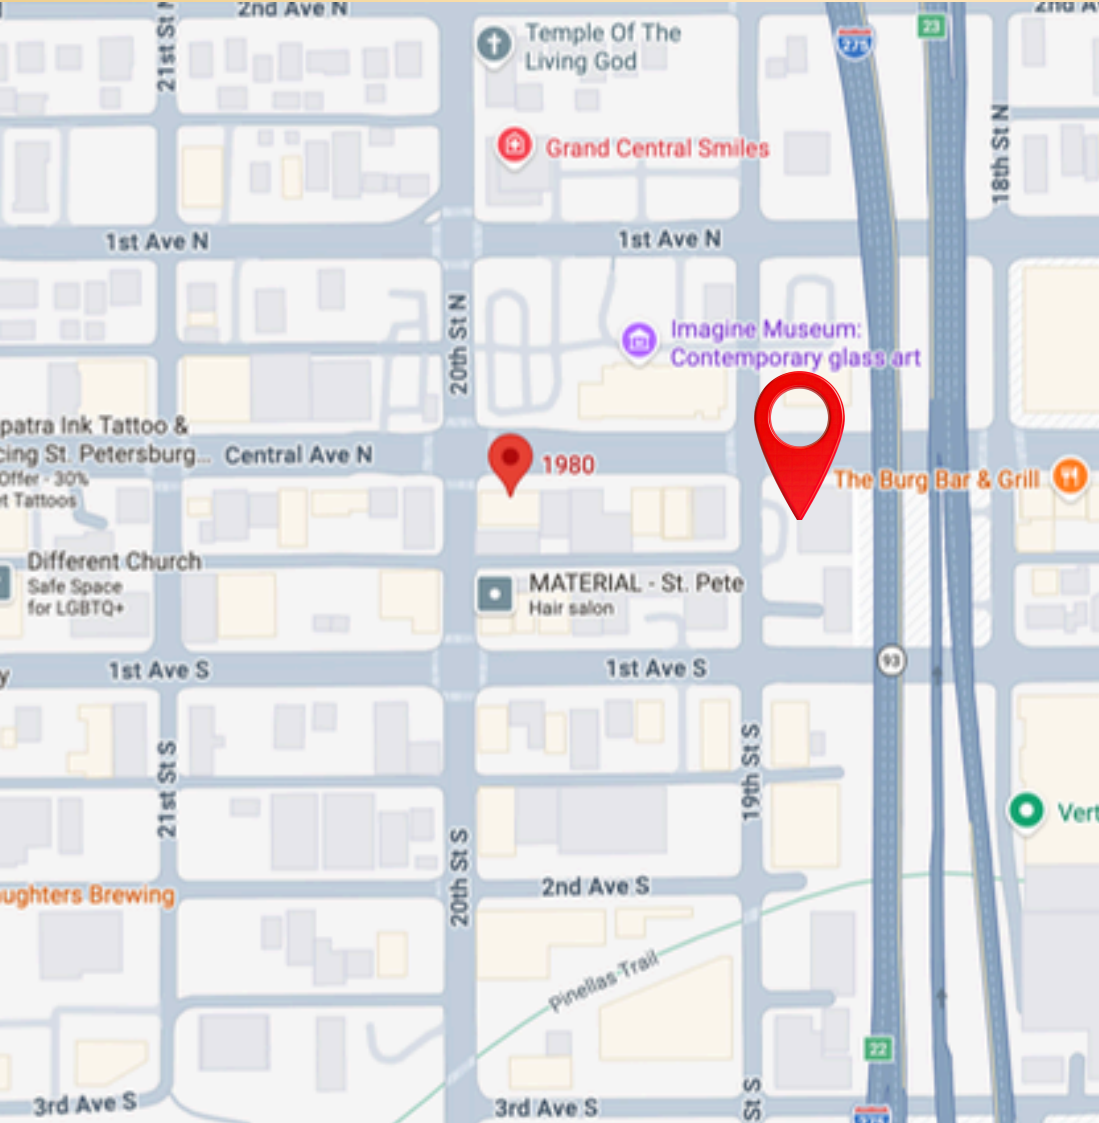 2nd Ave N
2nd A
21st St N
Temple Of The
Living God
275
23
18th St N
Grand Central Smiles
1st Ave N
1st Ave N
20th St N
Imagine Museum:
Contemporary glass art
patra Ink Tattoo &
cing St. Petersburg...
Offer - 30%
t Tattoos
Central Ave N
1980
The Burg Bar & Grill
Different Church
Safe Space
for LGBTQ+
MATERIAL - St. Pete
Hair salon
y
1st Ave S
1st Ave S
93
21st St S
19th St S
20th St S
Vert
2nd Ave S
ughters Brewing
Pinellas Trail
22
3rd Ave S
3rd Ave S
St S
275